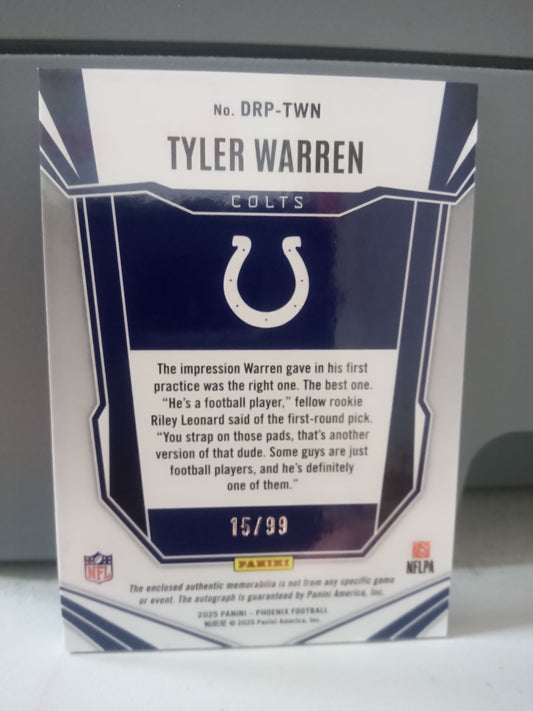 No. DRP-TWN
TYLER WARREN
COLTS
The impression Warren gave in his first
practice was the right one. The best one.
“He’s a football player,” fellow rookie
Riley Leonard said of the first-round pick.
“You strap on those pads, that’s another
version of that dude. Some guys are just
football players, and he’s definitely
one of them.”
15/99
PANINI
NFL
NFLPA
The enclosed authentic memorabilia is not from any specific game
or event. The autograph is guaranteed by Panini America, Inc.
2025 PANINI - PHOENIX FOOTBALL
帕尼尼 © 2025 Panini America, Inc.